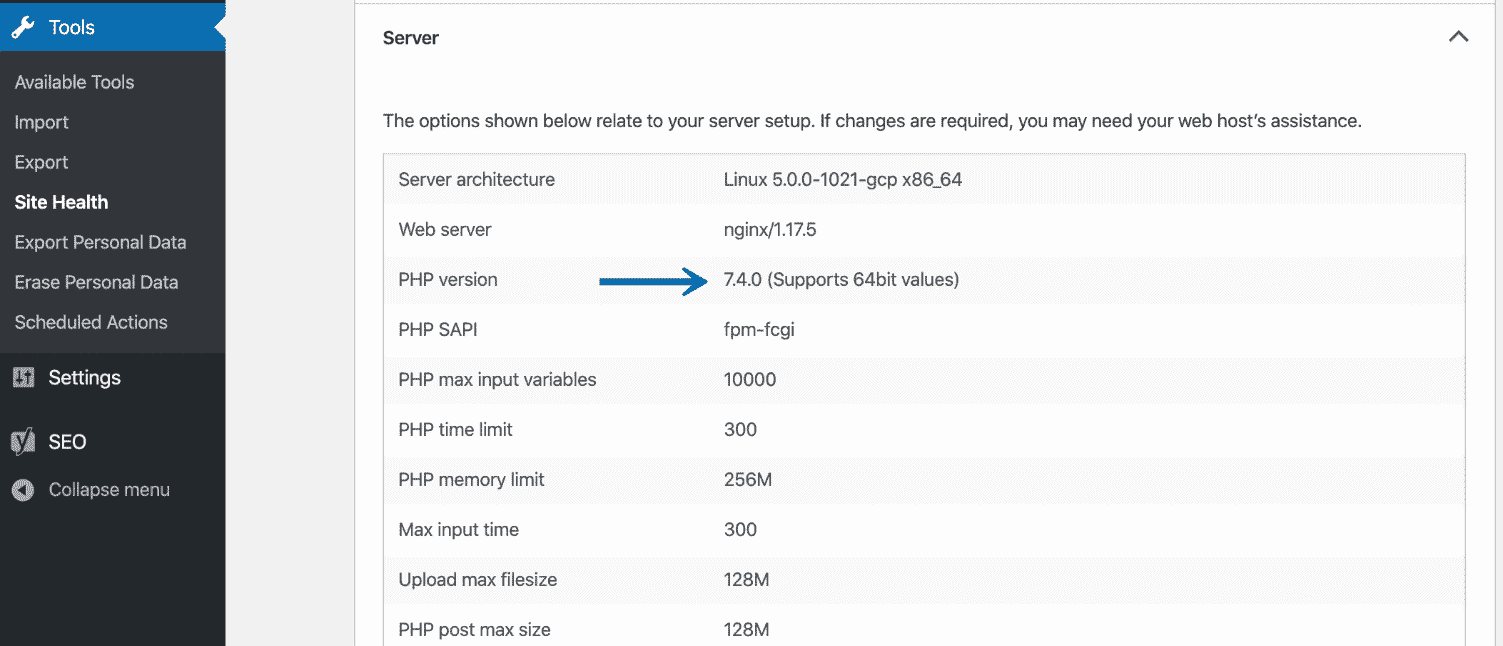 Tools
Available Tools
Import
Export
Site Health
Export Personal Data
Erase Personal Data
Scheduled Actions
Settings
SEO
Collapse menu
Server
The options shown below relate to your server setup. If changes are required, you may need your web host’s assistance.
Server architecture Linux 5.0.0-1021-gcp x86_64
Web server nginx/1.17.5
PHP version 7.4.0 (Supports 64bit values)
PHP SAPI fpm-fcgi
PHP max input variables 10000
PHP time limit 300
PHP memory limit 256M
Max input time 300
Upload max filesize 128M
PHP post max size 128M